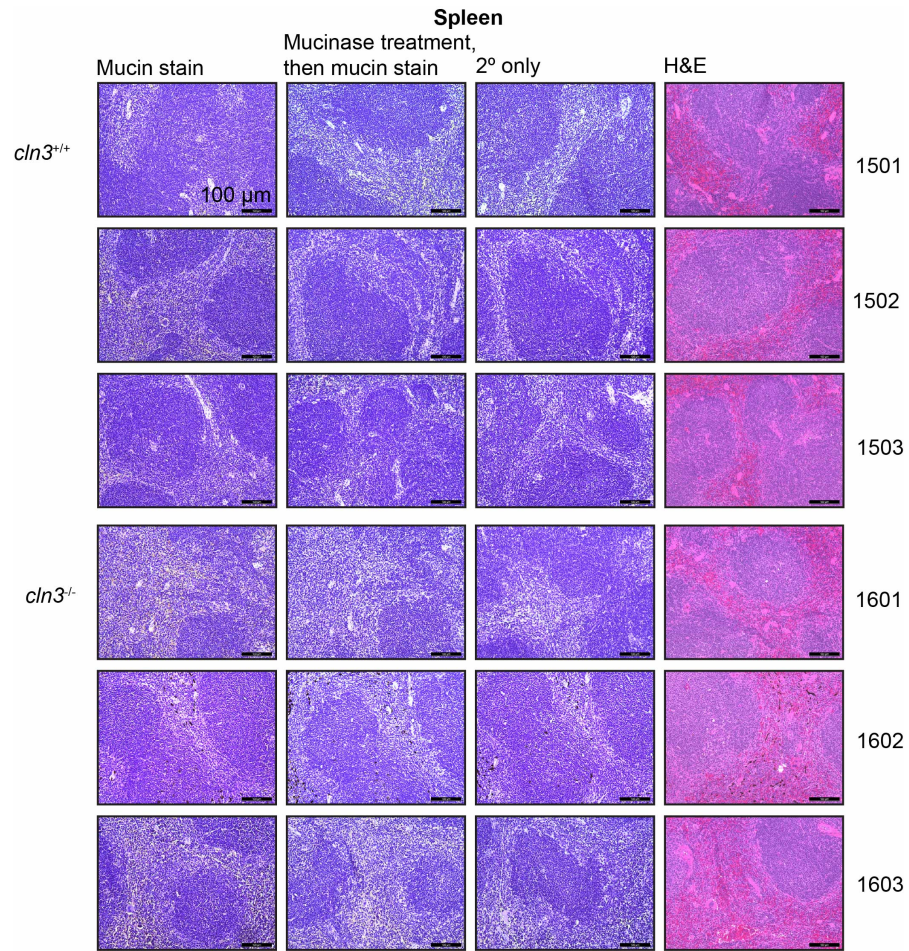 Spleen
Mucin stain
Mucinase treatment,
then mucin stain
2º only
H&E
cln3+/+
100 µm
1501
1502
1503
cln3-/-
1601
1602
1603